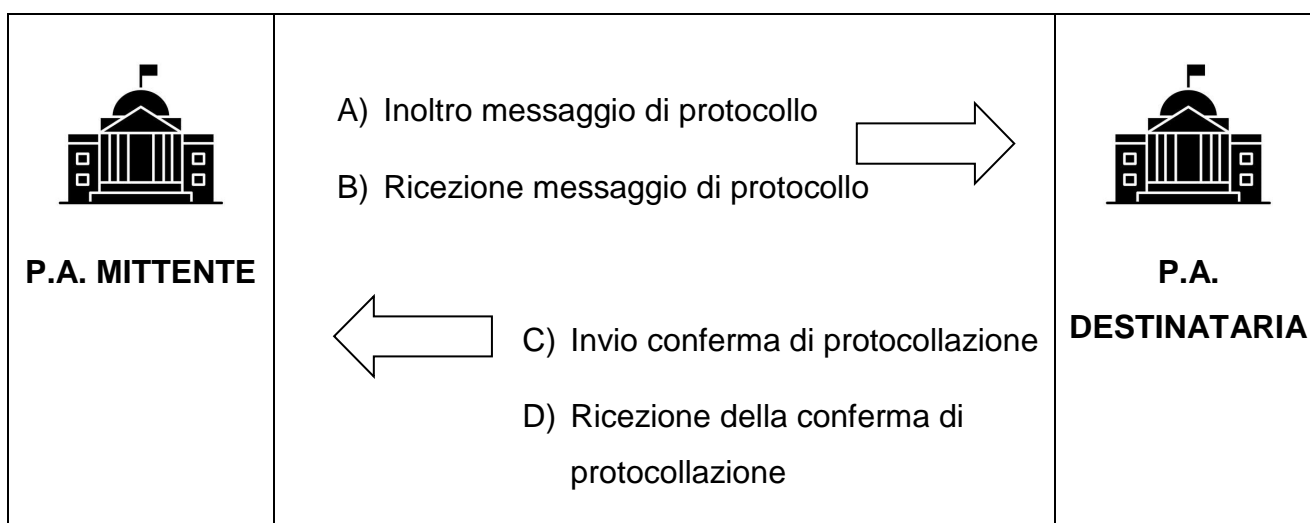 A) Inoltro messaggio di protocollo
B) Ricezione messaggio di protocollo
P.A. MITTENTE
P.A.
DESTINATARIA
C) Invio conferma di protocollazione
D) Ricezione della conferma di
protocollazione